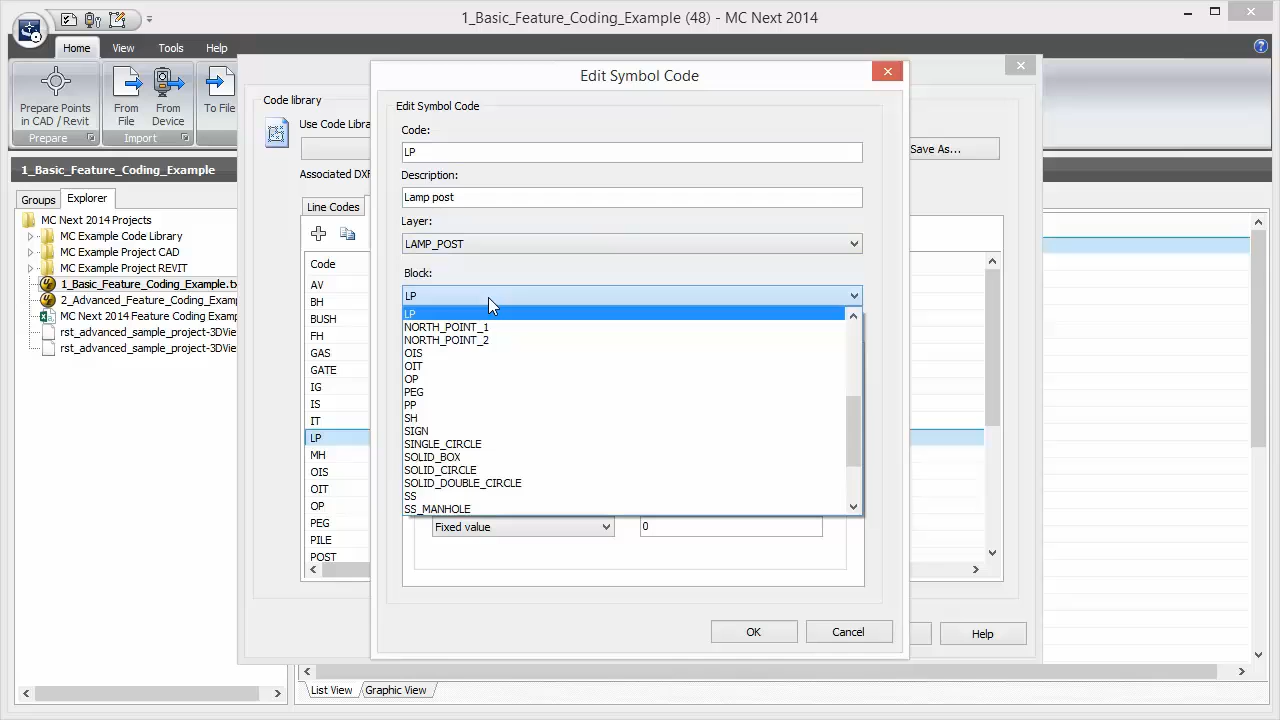 1_Basic_Feature_Coding_Example (48) - MC Next 2014
Home View Tools Help
Prepare Points in CAD / Revit
From File
From Device
To File
Prepare
Import
1_Basic_Feature_Coding_Example
Groups Explorer
MC Next 2014 Projects
MC Example Code Library
MC Example Project CAD
MC Example Project REVIT
1_Basic_Feature_Coding_Example.tx
2_Advanced_Feature_Coding_Examp
MC Next 2014 Feature Coding Examp
rst_advanced_sample_project-3DVie
rst_advanced_sample_project-3DVie
Code library
Use Code Libra
Save As...
Associated DXF
Line Codes
Code
AV
BH
BUSH
FH
GAS
GATE
IG
IS
IT
LP
MH
OIS
OIT
OP
PEG
PILE
POST
Help
List View Graphic View
Edit Symbol Code
Edit Symbol Code
Code:
LP
Description:
Lamp post
Layer:
LAMP_POST
Block:
LP
LP
NORTH_POINT_1
NORTH_POINT_2
OIS
OIT
OP
PEG
PP
SH
SIGN
SINGLE_CIRCLE
SOLID_BOX
SOLID_CIRCLE
SOLID_DOUBLE_CIRCLE
SS
SS_MANHOLE
Fixed value 0
OK Cancel